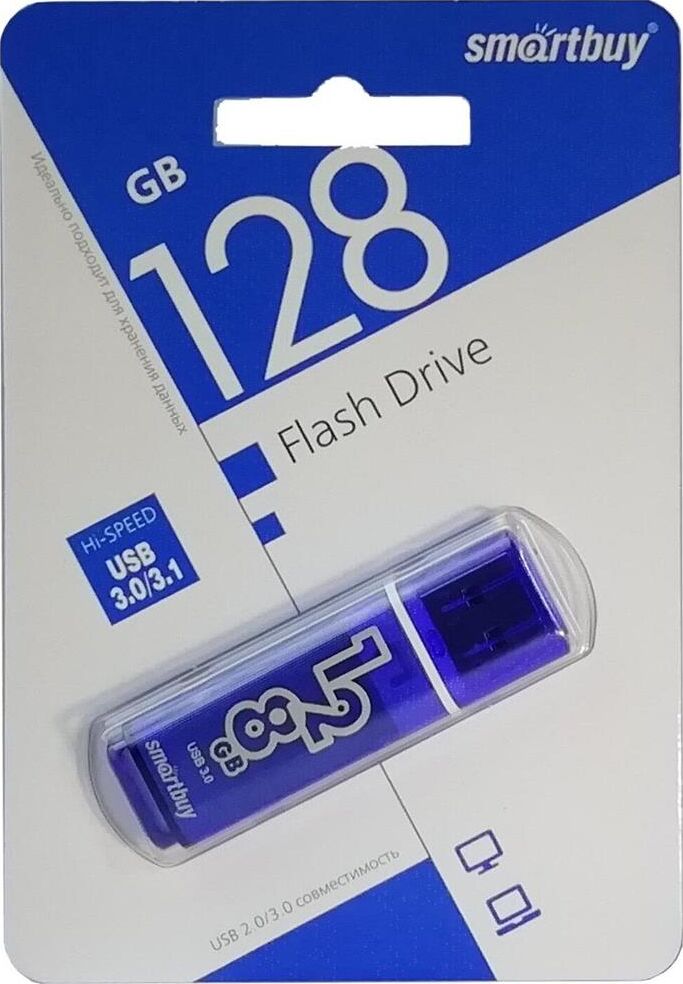 smartbuy®
GB
128
Идеально подходит для хранения данных
Flash Drive
Hi-SPEED
USB
3.0/3.1
128
GB
USB 3.0
smartbuy
USB 2.0/3.0 совместимость